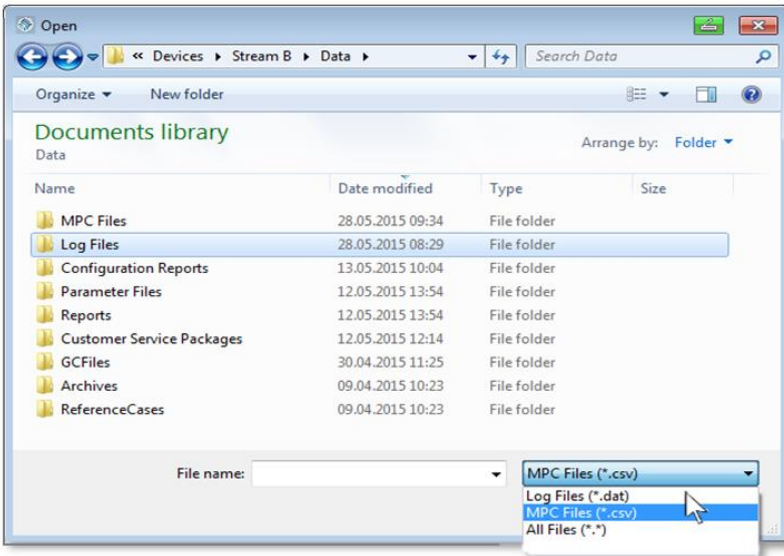 Open
« Devices ▸ Stream B ▸ Data ▸ Search Data
Organize ▾ New folder
Documents library
Data
Arrange by: Folder ▾
Name Date modified Type Size
MPC Files 28.05.2015 09:34 File folder
Log Files 28.05.2015 08:29 File folder
Configuration Reports 13.05.2015 10:04 File folder
Parameter Files 12.05.2015 13:54 File folder
Reports 12.05.2015 13:54 File folder
Customer Service Packages 12.05.2015 12:14 File folder
GCFiles 30.04.2015 11:25 File folder
Archives 09.04.2015 10:23 File folder
ReferenceCases 09.04.2015 10:23 File folder
File name: MPC Files (*.csv)
Log Files (*.dat)
MPC Files (*.csv)
All Files (*.*)